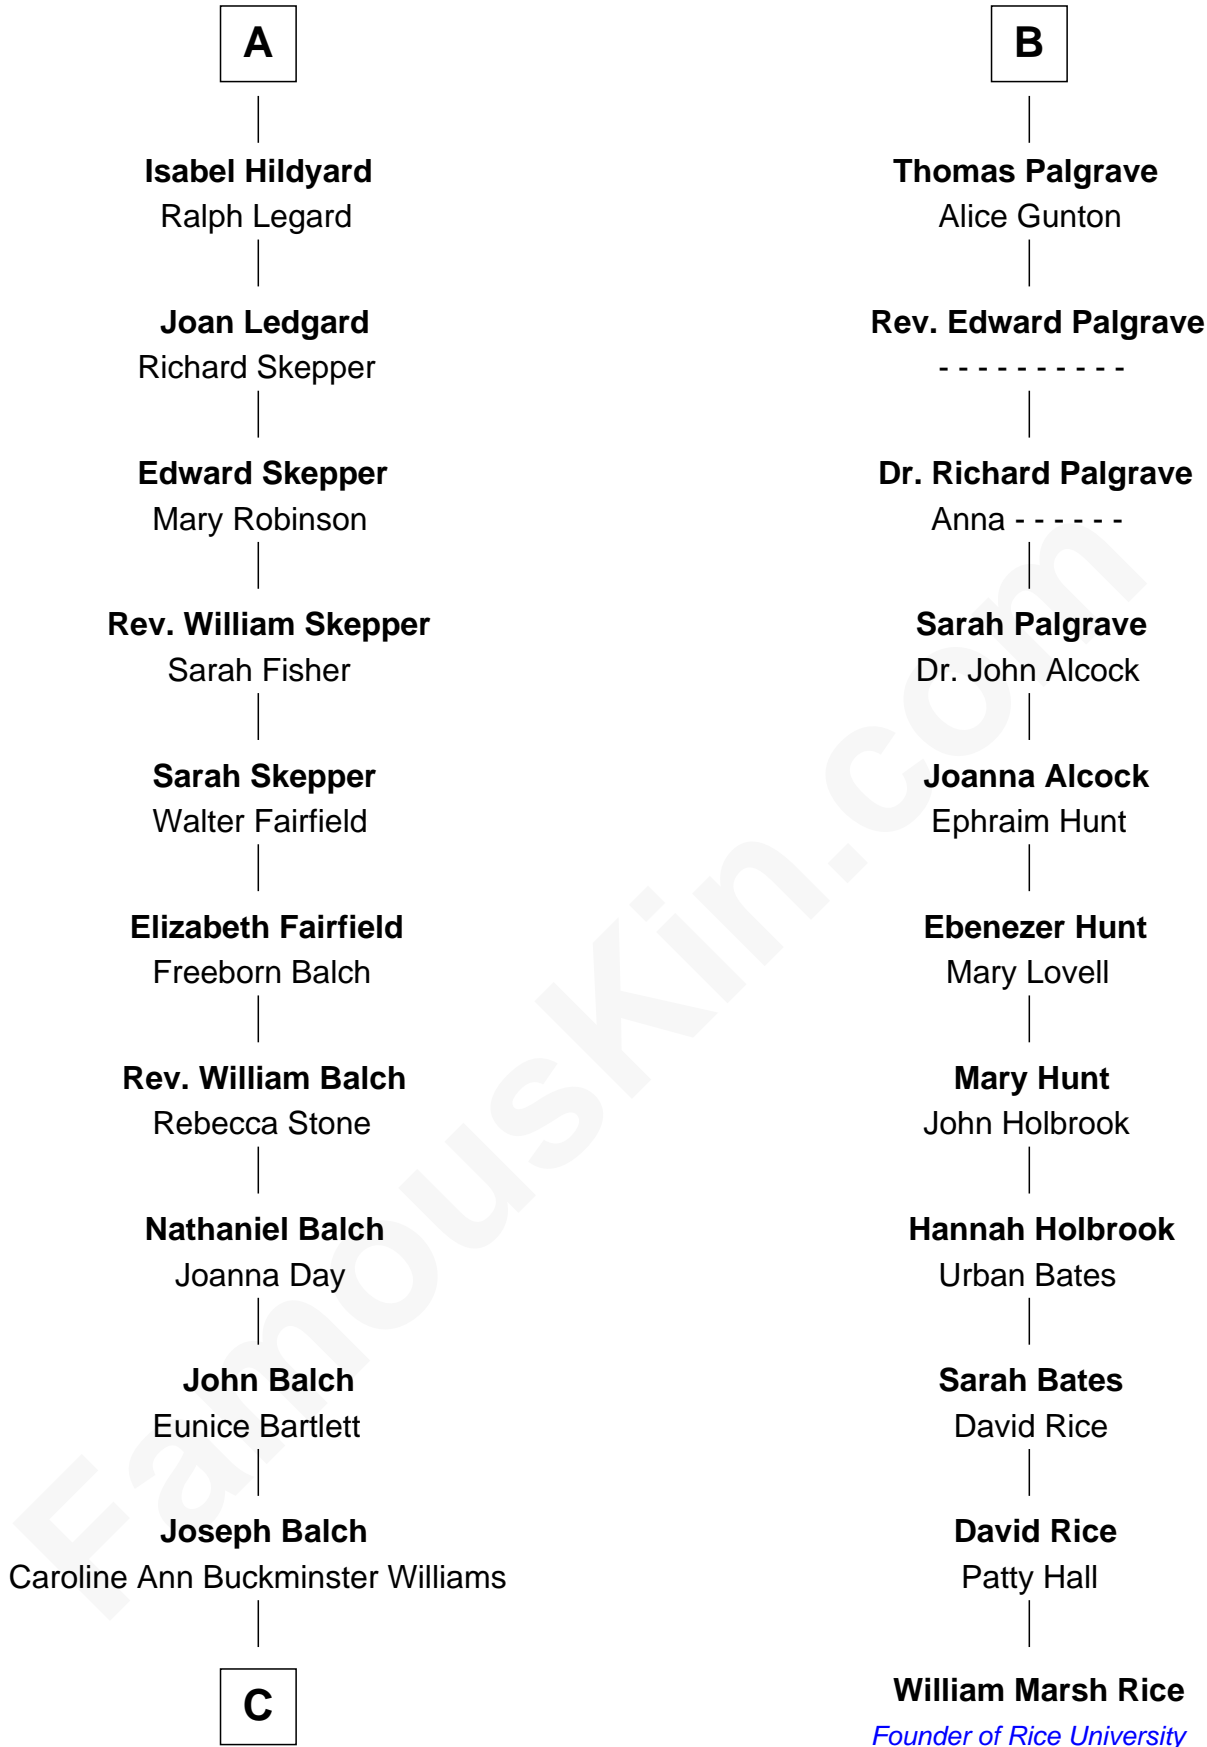 A
Isabel Hildyard
Ralph Legard
Joan Ledgard
Richard Skepper
Edward Skepper
Mary Robinson
Rev. William Skepper
Sarah Fisher
Sarah Skepper
Walter Fairfield
Elizabeth Fairfield
Freeborn Balch
Rev. William Balch
Rebecca Stone
Nathaniel Balch
Joanna Day
John Balch
Eunice Bartlett
Joseph Balch
Caroline Ann Buckminster Williams
C
B
Thomas Palgrave
Alice Gunton
Rev. Edward Palgrave
- - - - - - - - - -
Dr. Richard Palgrave
Anna - - - - - -
Sarah Palgrave
Dr. John Alcock
Joanna Alcock
Ephraim Hunt
Ebenezer Hunt
Mary Lovell
Mary Hunt
John Holbrook
Hannah Holbrook
Urban Bates
Sarah Bates
David Rice
David Rice
Patty Hall
William Marsh Rice
Founder of Rice University
FamousKin.com